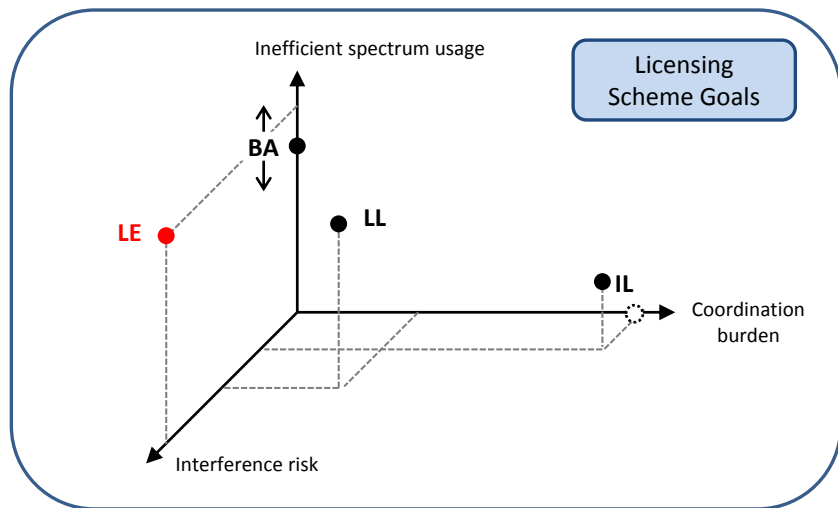 Inefficient spectrum usage
Licensing
Scheme Goals
BA
LE
LL
IL
Coordination
burden
Interference risk